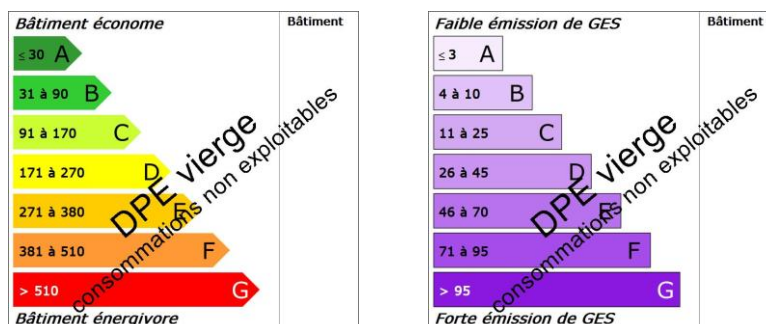 Bâtiment économe Bâtiment
≤ 30 A
31 à 90 B
91 à 170 C
171 à 270 D
271 à 380 E
381 à 510 F
> 510 G
Bâtiment énergivore
DPE vierge
consommations non exploitables
Faible émission de GES Bâtiment
≤ 3 A
4 à 10 B
11 à 25 C
26 à 45 D
46 à 70 E
71 à 95 F
> 95 G
Forte émission de GES
DPE vierge
consommations non exploitables